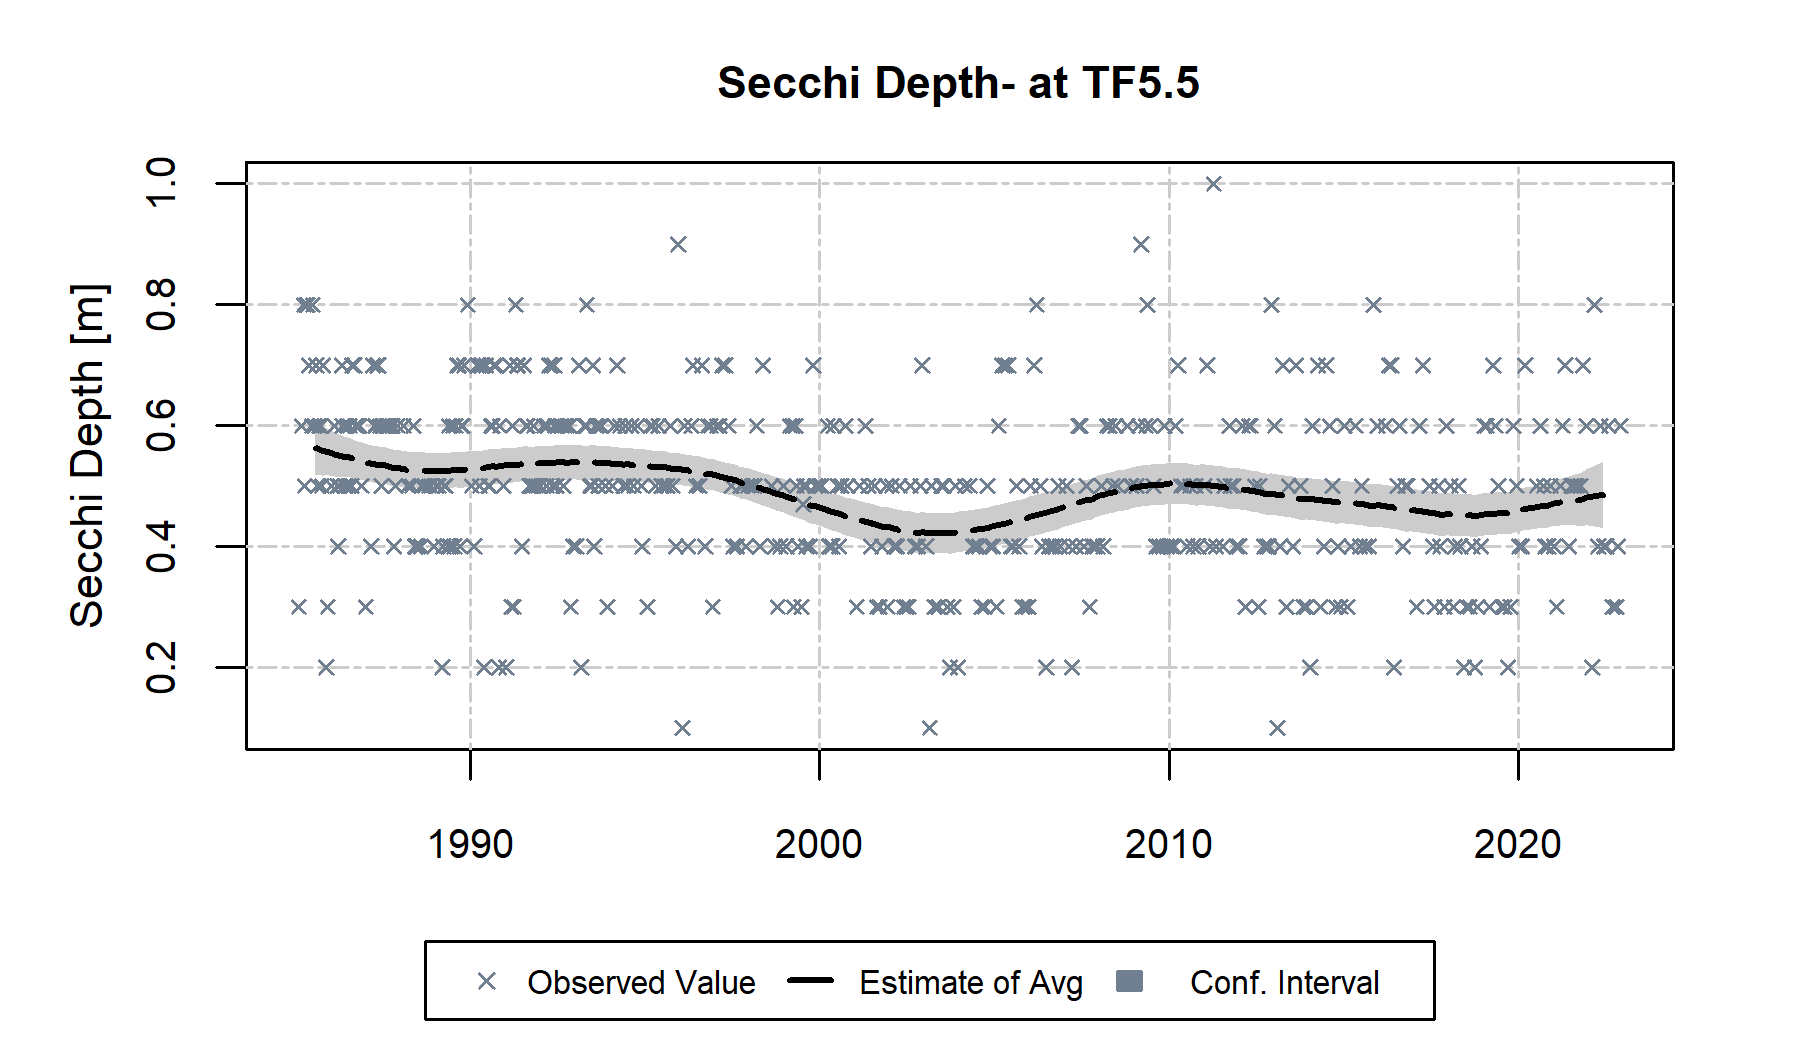 Secchi Depth- at TF5.5
Secchi Depth [m]
1.0
0.8
0.6
0.4
0.2
1990 2000 2010 2020
Observed Value Estimate of Avg Conf. Interval